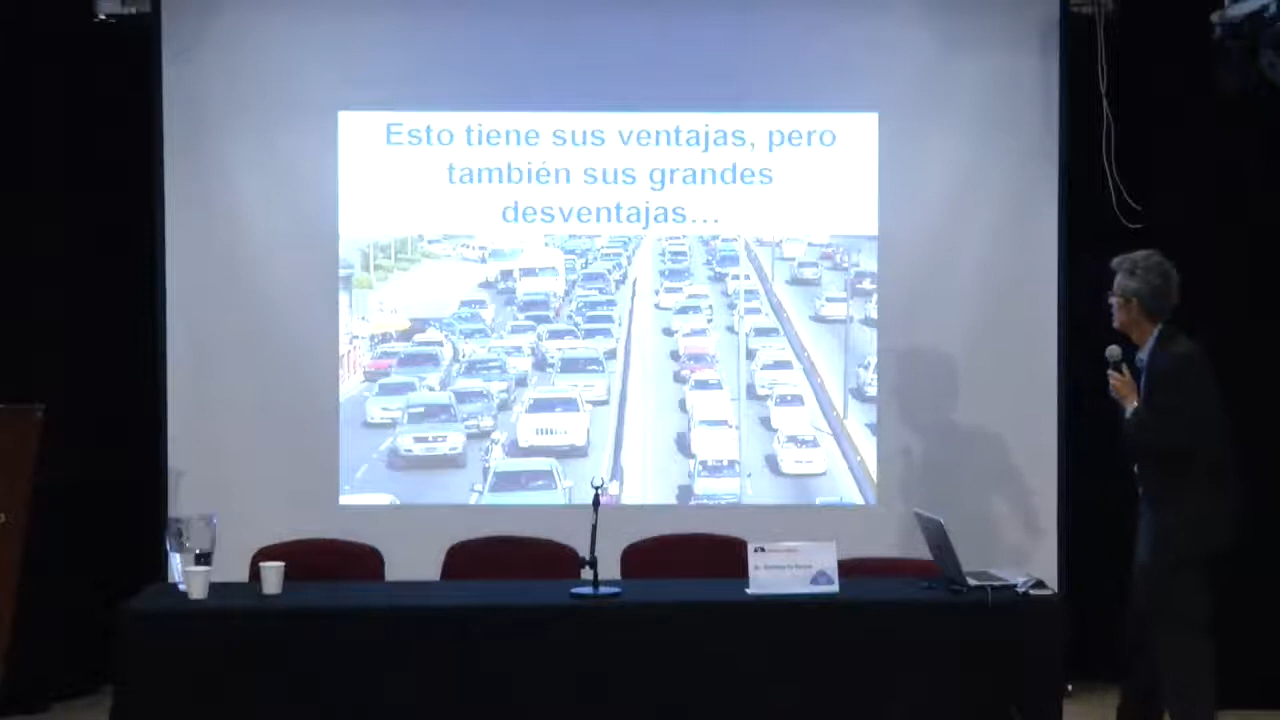 Esto tiene sus ventajas, pero
también sus grandes
desventajas...